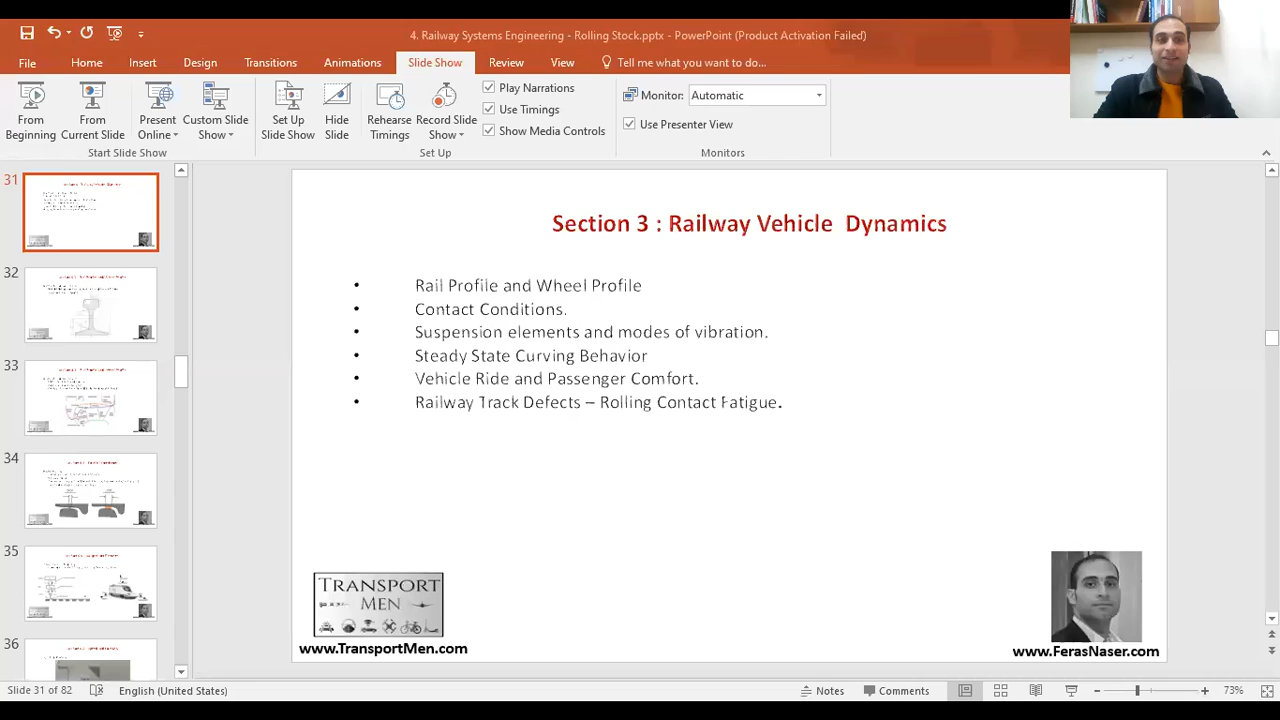 4. Railway Systems Engineering - Rolling Stock.pptx - PowerPoint (Product Activation Failed)
File Home Insert Design Transitions Animations Slide Show Review View Tell me what you want to do...
From Beginning
From Current Slide
Present Online
Custom Slide Show
Start Slide Show
Set Up Slide Show
Hide Slide
Rehearse Timings
Record Slide Show
Play Narrations
Use Timings
Show Media Controls
Set Up
Monitor: Automatic
Use Presenter View
Monitors
31
32
33
34
35
36
Section 3 : Railway Vehicle Dynamics
• Rail Profile and Wheel Profile
• Contact Conditions.
• Suspension elements and modes of vibration.
• Steady State Curving Behavior
• Vehicle Ride and Passenger Comfort.
• Railway Track Defects – Rolling Contact Fatigue.
TRANSPORT
MEN
www.TransportMen.com
www.FerasNaser.com
Slide 31 of 82 English (United States) Notes Comments 73%